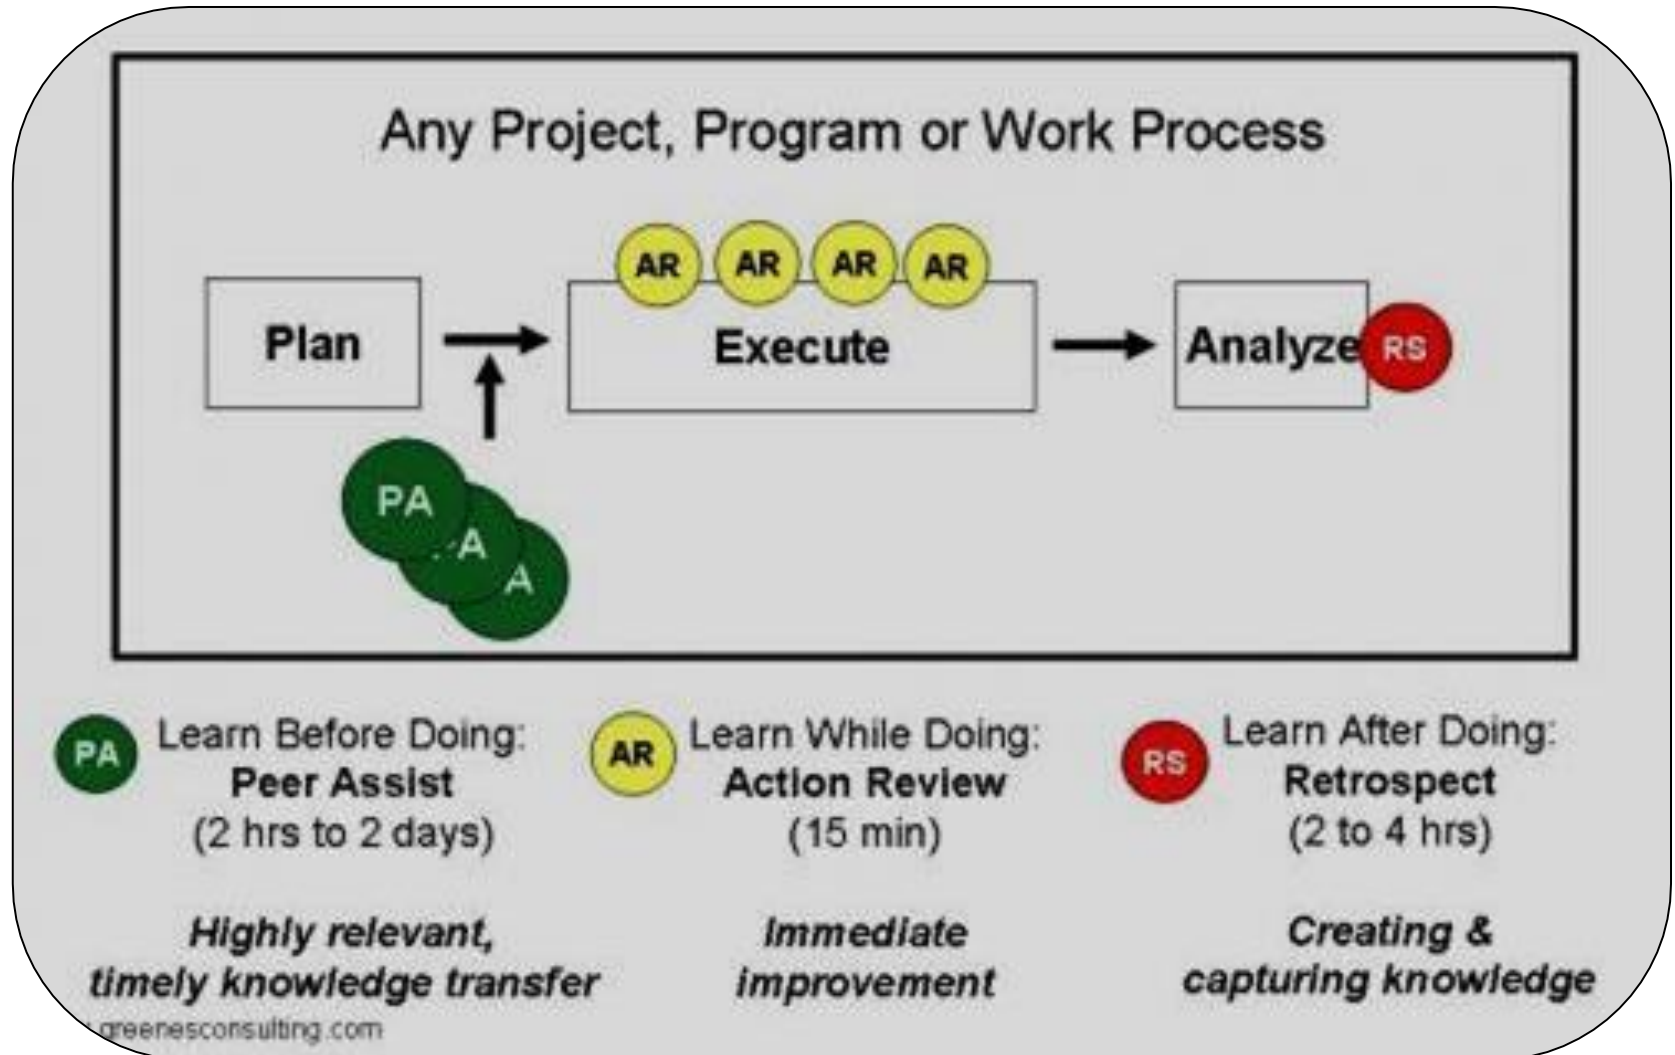 Any Project, Program or Work Process
AR AR AR AR
Plan
Execute
Analyze
RS
PA
A
A
PA
Learn Before Doing:
Peer Assist
(2 hrs to 2 days)
Highly relevant,
timely knowledge transfer
AR
Learn While Doing:
Action Review
(15 min)
Immediate
improvement
RS
Learn After Doing:
Retrospect
(2 to 4 hrs)
Creating &
capturing knowledge
greenesconsulting.com